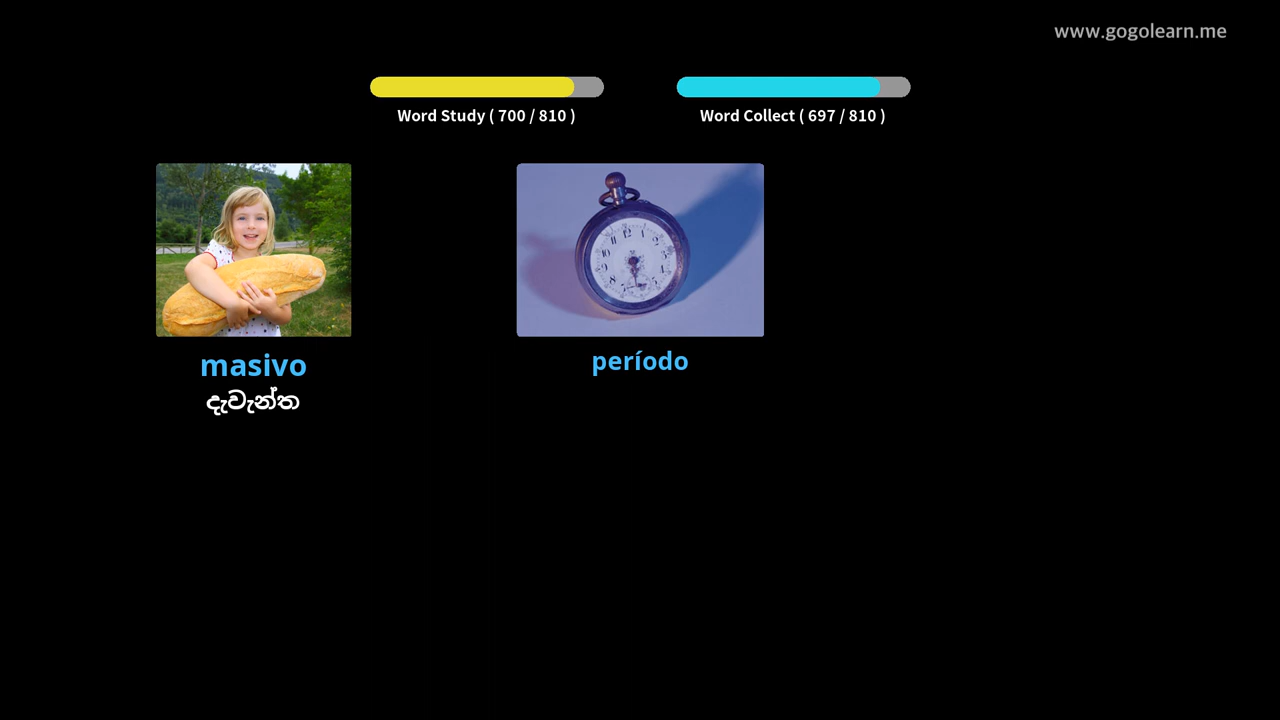 www.gogolearn.me
Word Study ( 700 / 810 )
Word Collect ( 697 / 810 )
masivo
දැවැන්ත
período